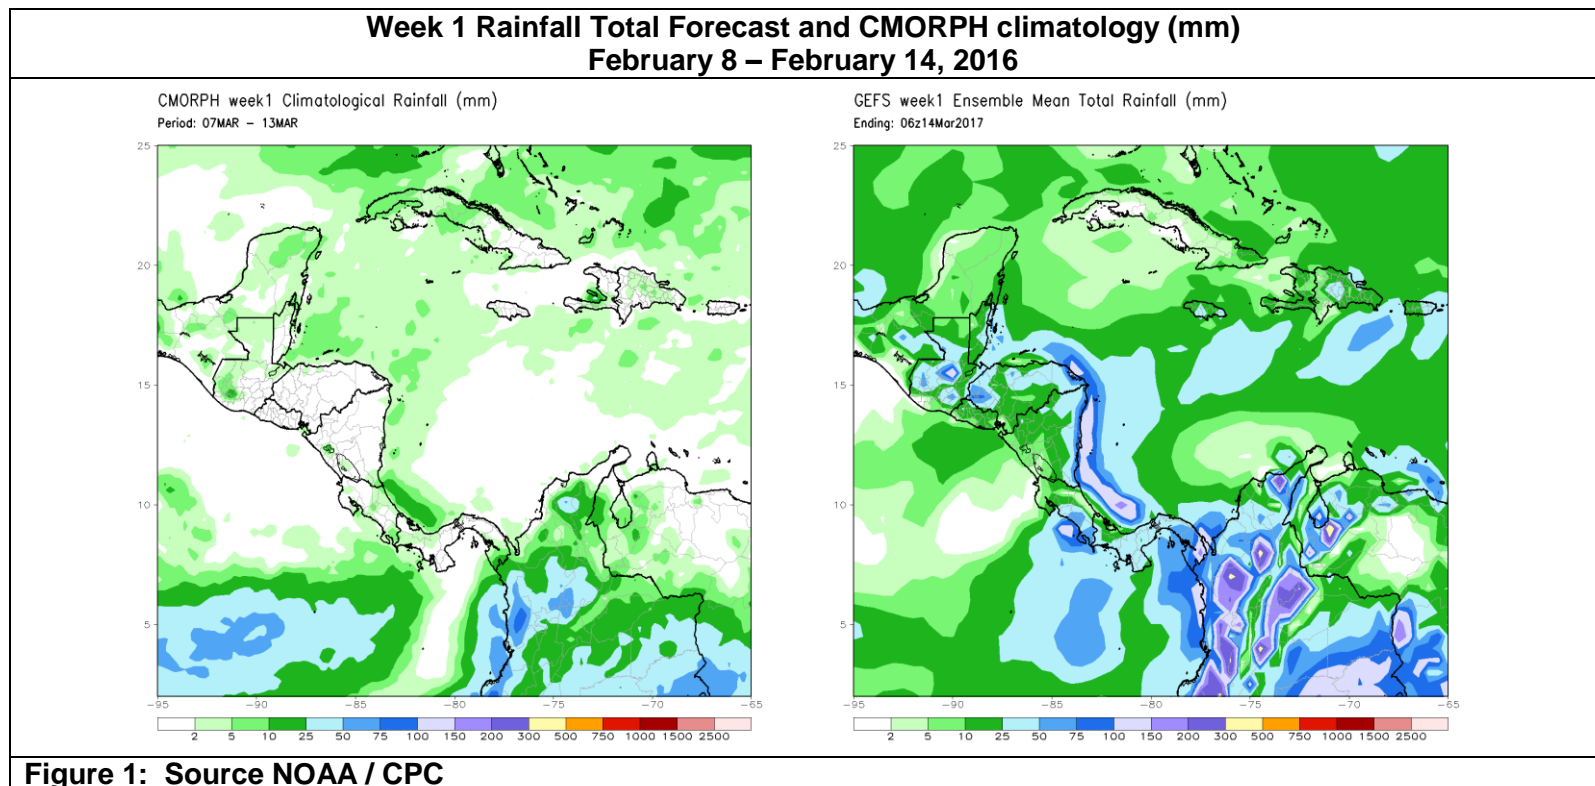 Week 1 Rainfall Total Forecast and CMORPH climatology (mm)
February 8 – February 14, 2016
CMORPH week1 Climatological Rainfall (mm)
Period: 07MAR – 13MAR
25
20
15
10
5
−95 −90 −85 −80 −75 −70 −65
2 5 10 25 50 75 100 150 200 300 500 750 1000 1500 2500
GEFS week1 Ensemble Mean Total Rainfall (mm)
Ending: 06z14Mar2017
25
20
15
10
5
−95 −90 −85 −80 −75 −70 −65
2 5 10 25 50 75 100 150 200 300 500 750 1000 1500 2500
Figure 1: Source NOAA / CPC